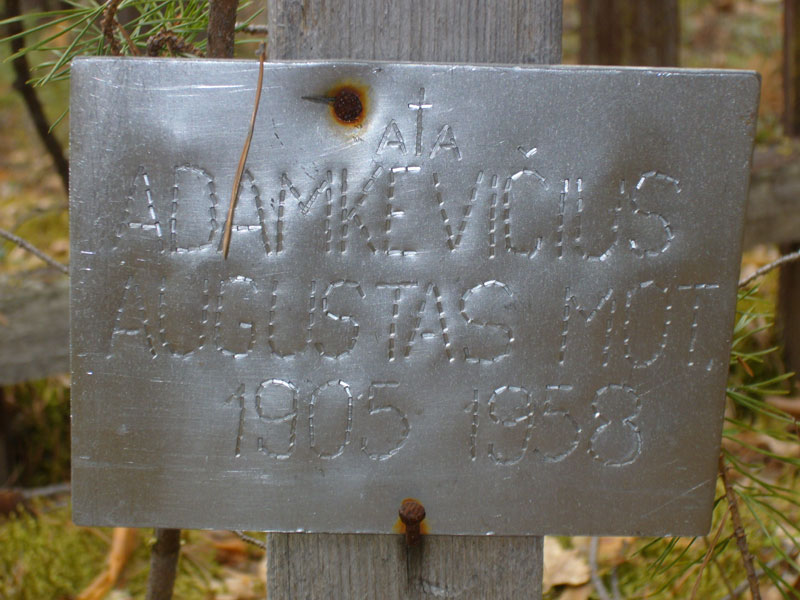 A†A
ADAMKEVIČIUS
AUGUSTAS MOT.
1905 1958